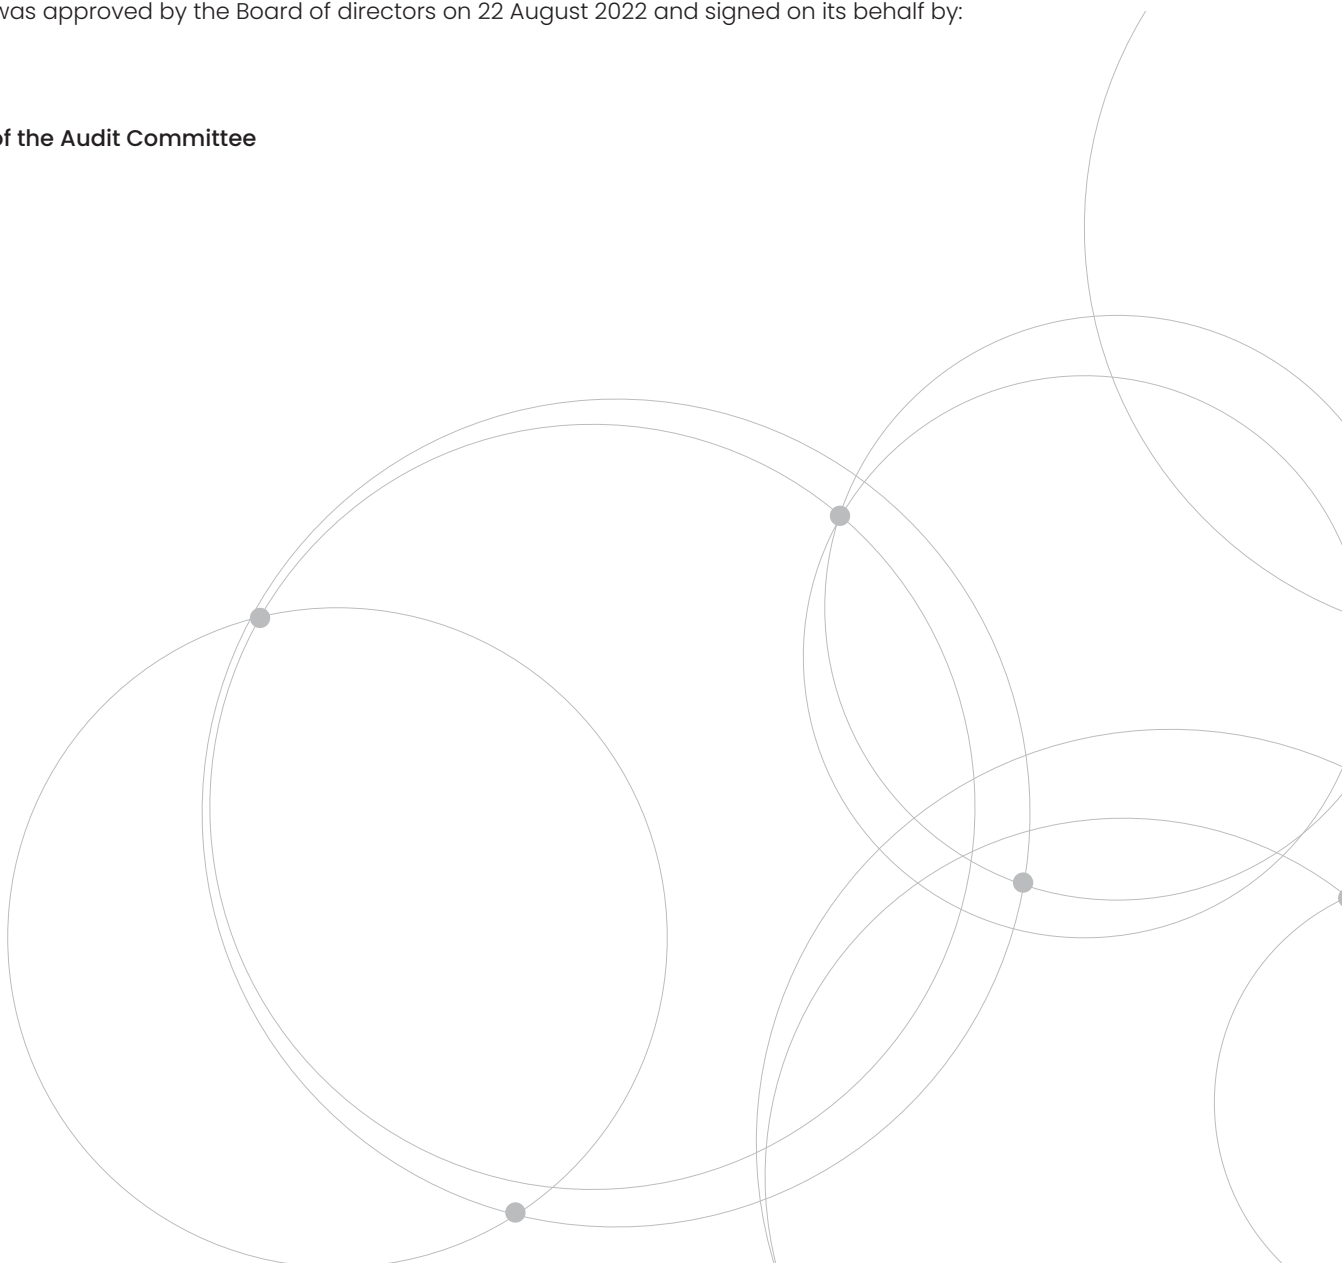 was approved by the Board of directors on 22 August 2022 and signed on its behalf by:
of the Audit Committee